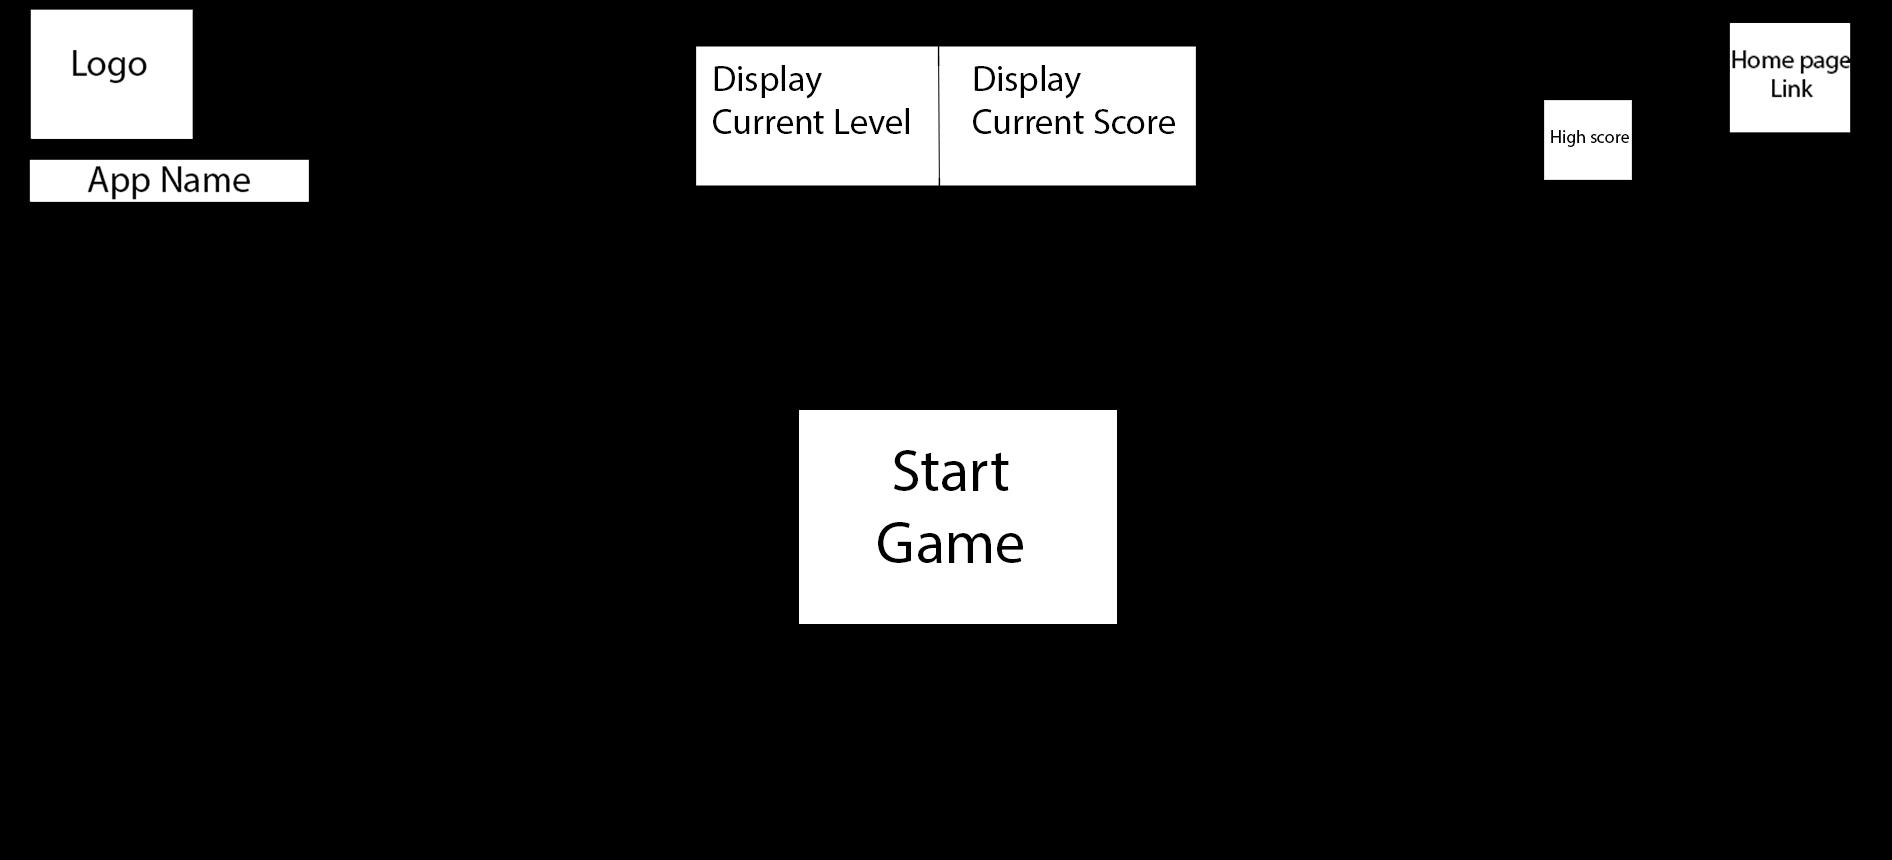 Logo
App Name
Display
Current Level
Display
Current Score
High score
Home page
Link
Start
Game